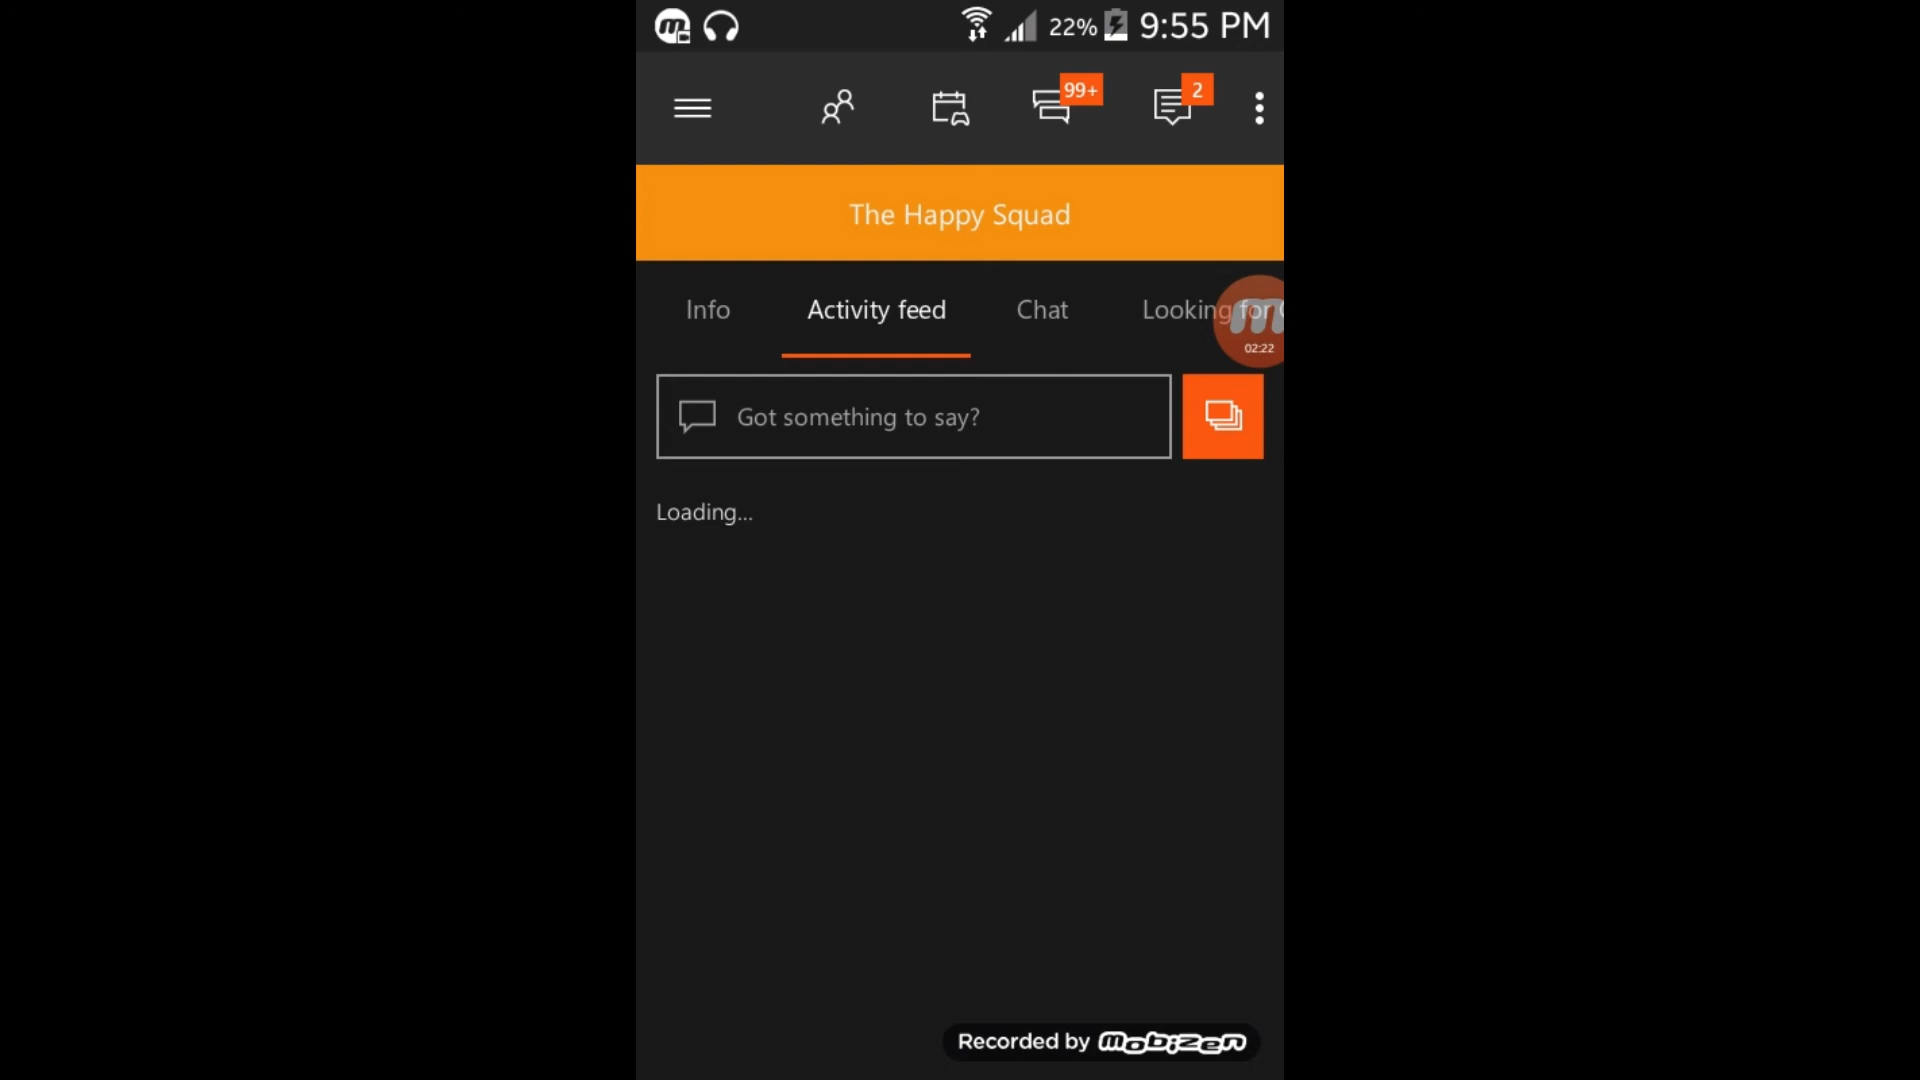 22% 9:55 PM
99+
2
The Happy Squad
Info Activity feed Chat Looking for
02:22
Got something to say?
Loading...
Recorded by mobizen